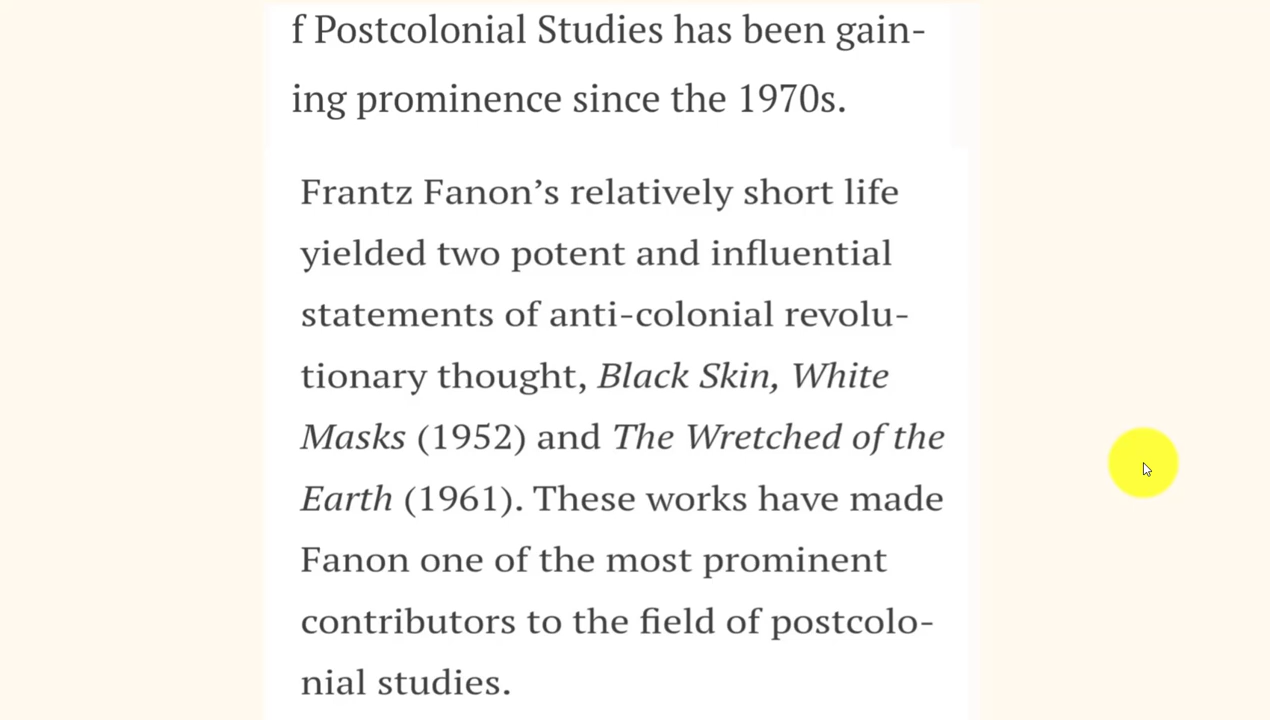 f Postcolonial Studies has been gain-
ing prominence since the 1970s.
Frantz Fanon’s relatively short life
yielded two potent and influential
statements of anti-colonial revolu-
tionary thought, Black Skin, White
Masks (1952) and The Wretched of the
Earth (1961). These works have made
Fanon one of the most prominent
contributors to the field of postcolo-
nial studies.